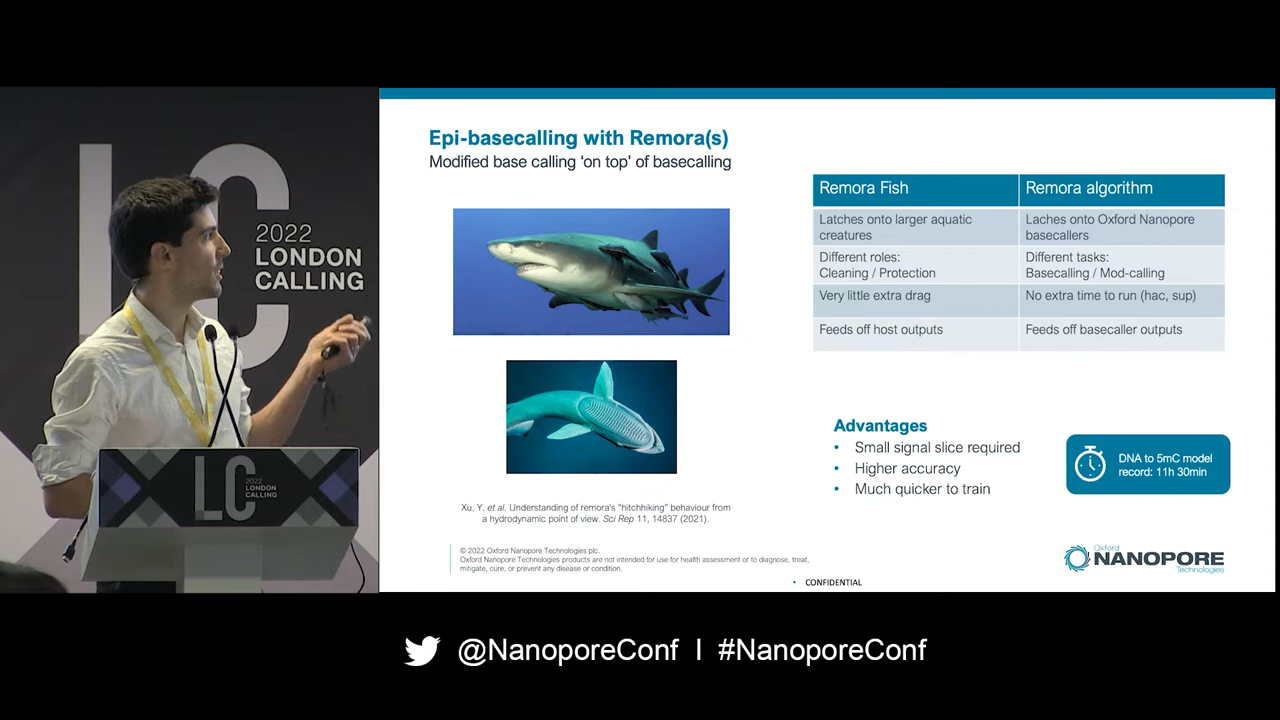 LC
2022
LONDON
CALLING
LC
2022
LONDON
CALLING
Epi-basecalling with Remora(s)
Modified base calling ‘on top’ of basecalling
Remora Fish
Remora algorithm
Latches onto larger aquatic
creatures
Laches onto Oxford Nanopore
basecallers
Different roles:
Cleaning / Protection
Different tasks:
Basecalling / Mod-calling
Very little extra drag
No extra time to run (hac, sup)
Feeds off host outputs
Feeds off basecaller outputs
Advantages
• Small signal slice required
• Higher accuracy
• Much quicker to train
DNA to 5mC model
record: 11h 30min
Xu, Y. et al. Understanding of remora's "hitchhiking" behaviour from
a hydrodynamic point of view. Sci Rep 11, 14837 (2021).
© 2022 Oxford Nanopore Technologies plc.
Oxford Nanopore Technologies products are not intended for use for health assessment or to diagnose, treat,
mitigate, cure, or prevent any disease or condition.
• CONFIDENTIAL
Oxford
NANOPORE
Technologies
@NanoporeConf | #NanoporeConf